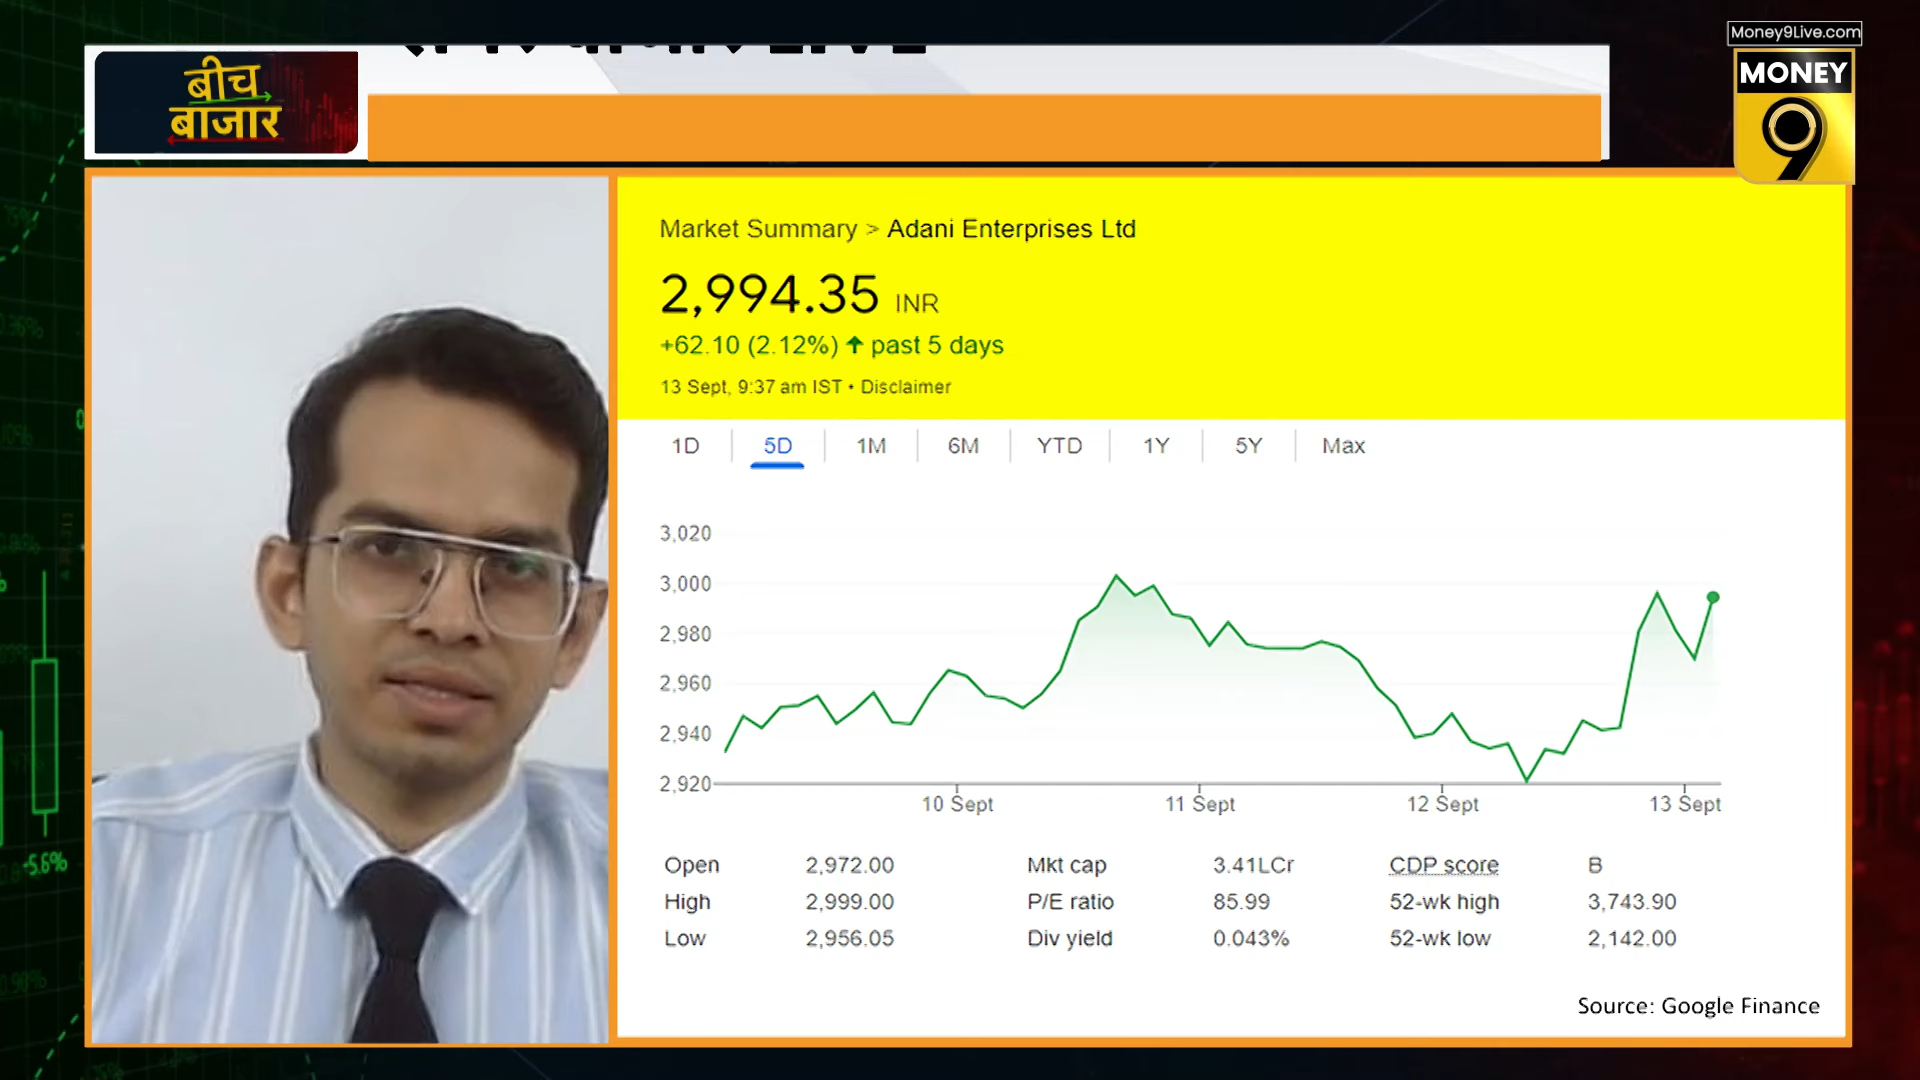 Money9Live.com
MONEY
9
बीच
बाजार
Market Summary > Adani Enterprises Ltd
2,994.35 INR
+62.10 (2.12%) ↑ past 5 days
13 Sept, 9:37 am IST • Disclaimer
1D 5D 1M 6M YTD 1Y 5Y Max
3,020
3,000
2,980
2,960
2,940
2,920
10 Sept 11 Sept 12 Sept 13 Sept
Open 2,972.00 Mkt cap 3.41LCr CDP score B
High 2,999.00 P/E ratio 85.99 52-wk high 3,743.90
Low 2,956.05 Div yield 0.043% 52-wk low 2,142.00
Source: Google Finance
-5.6%